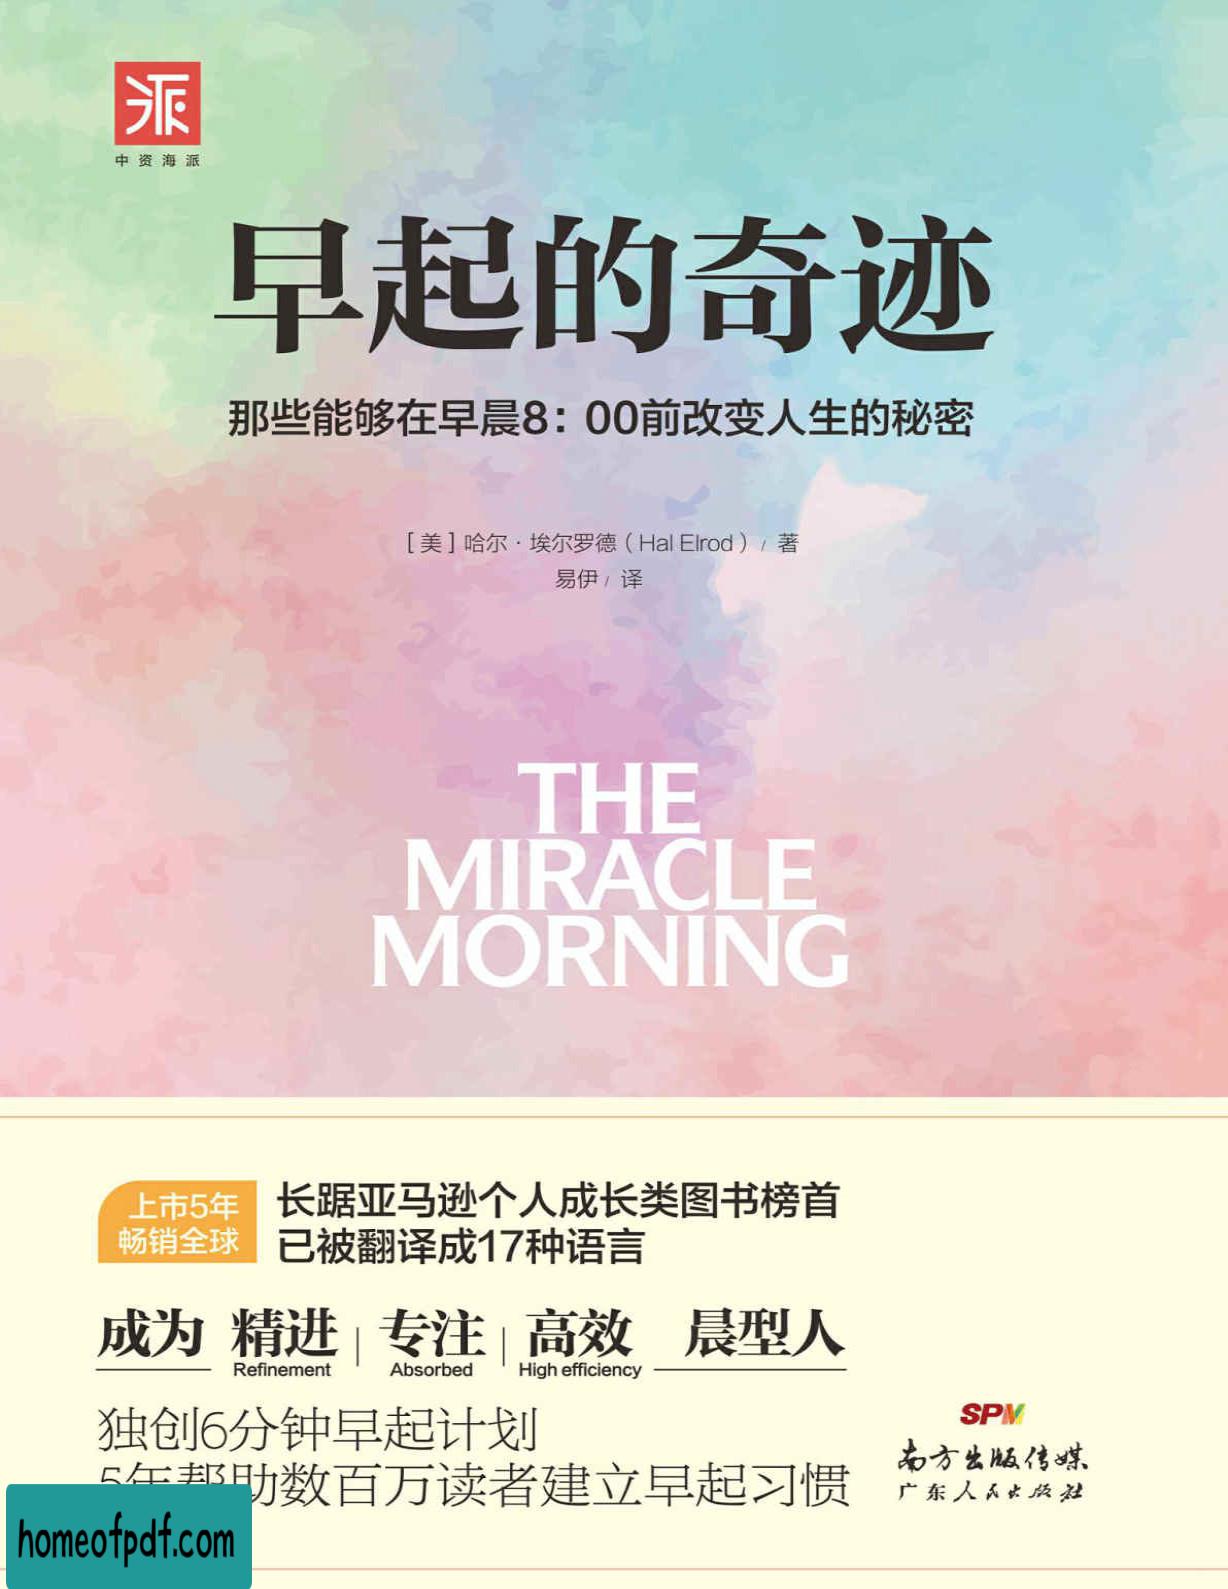 派
中资海派
早起的奇迹
那些能够在早晨8：00前改变人生的秘密
[美]哈尔·埃尔罗德（Hal Elrod）/ 著
易伊 / 译
THE
MIRACLE
MORNING
上市5年
畅销全球
长踞亚马逊个人成长类图书榜首
已被翻译成17种语言
成为 精进 | 专注 | 高效 晨型人
Refinement Absorbed High efficiency
独创6分钟早起计划
5年帮助数百万读者建立早起习惯
SPM
南方出版传媒
广东人民出版社
homeofpdf.com